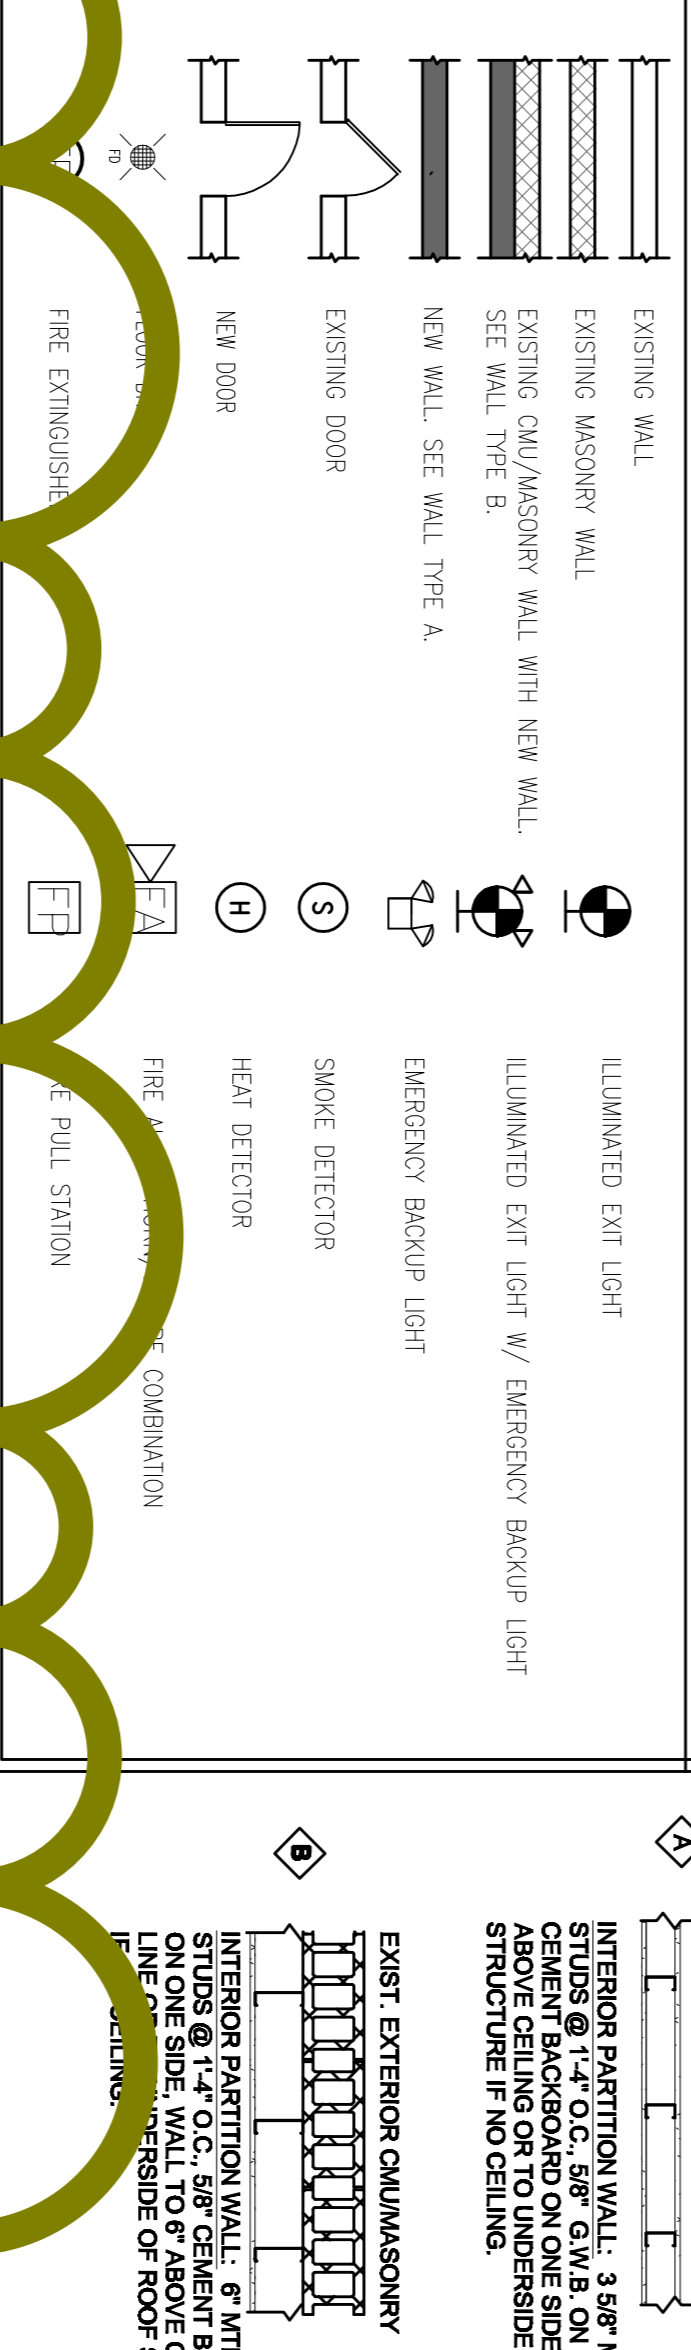 EXISTING WALL
EXISTING MASONRY WALL
EXISTING CMU/MASONRY WALL WITH NEW WALL.
SEE WALL TYPE B.
NEW WALL. SEE WALL TYPE A.
EXISTING DOOR
NEW DOOR
FD
FIRE
ILLUMINATED EXIT LIGHT
ILLUMINATED EXIT LIGHT W/ EMERGENCY BACKUP LIGHT
EMERGENCY BACKUP LIGHT
S
SMOKE DETECTOR
H
HEAT DETECTOR
FA
FIRE COMBINATION
FP
PULL STATION
A
INTERIOR PARTITION WALL: 3 5/8"
STUDS @ 1'-4" O.C., 5/8" G.W.B. ON
CEMENT BACKBOARD ON ONE SIDE
ABOVE CEILING OR TO UNDERSIDE
STRUCTURE IF NO CEILING.
B
EXIST. EXTERIOR CMU/MASONRY
INTERIOR PARTITION WALL: 6"
STUDS @ 1'-4" O.C., 5/8" CEMENT
ON ONE SIDE, WALL TO 6" ABOVE
LINE OF ROOF